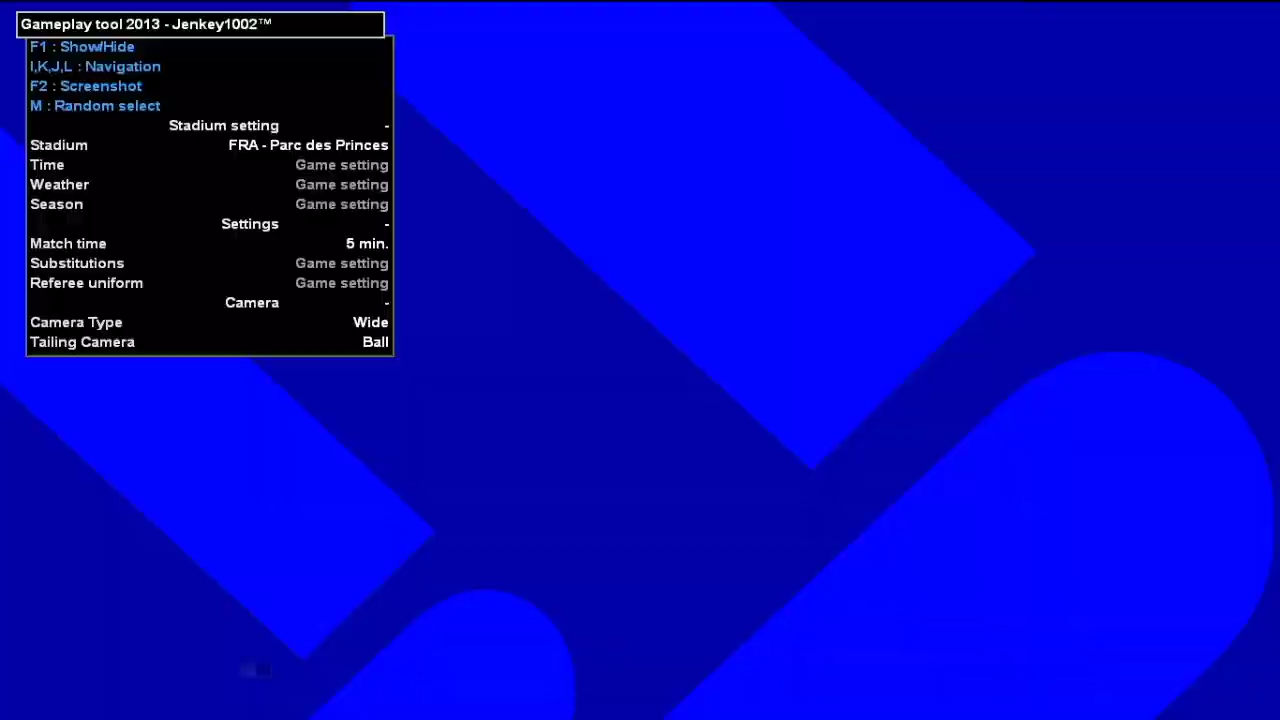 Gameplay tool 2013 - Jenkey1002™
F1 : Show/Hide
I,K,J,L : Navigation
F2 : Screenshot
M : Random select
Stadium setting -
Stadium FRA - Parc des Princes
Time Game setting
Weather Game setting
Season Game setting
Settings -
Match time 5 min.
Substitutions Game setting
Referee uniform Game setting
Camera -
Camera Type Wide
Tailing Camera Ball